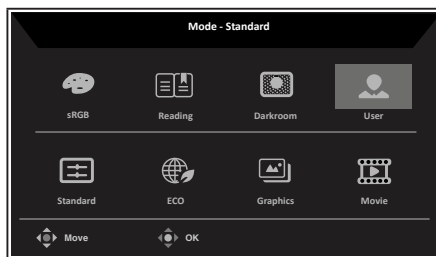 Mode - Standard
sRGB Reading Darkroom User
Standard ECO Graphics Movie
Move OK